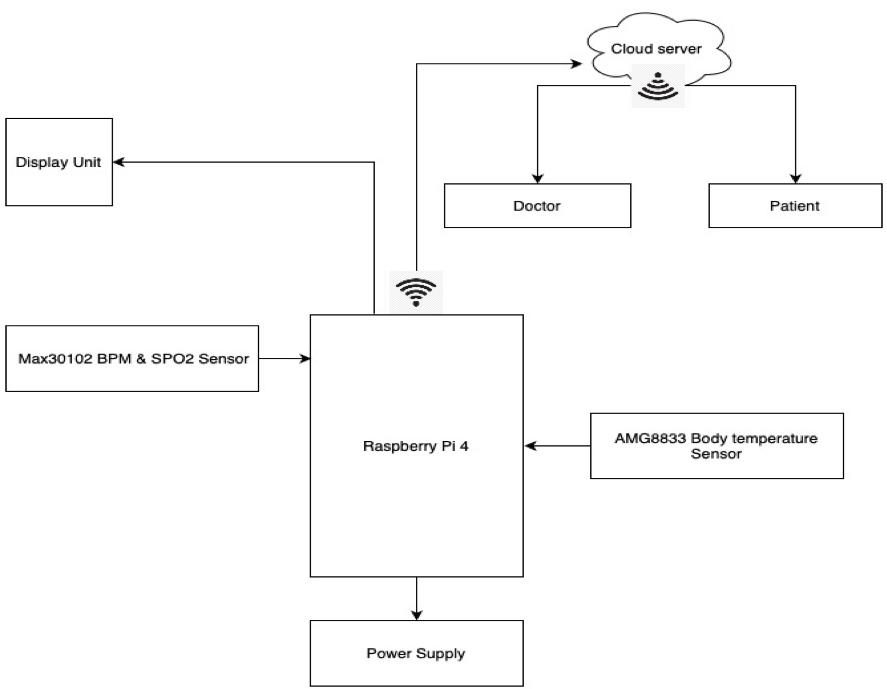 Cloud server
Display Unit
Doctor
Patient
Max30102 BPM & SPO2 Sensor
Raspberry Pi 4
AMG8833 Body temperature
Sensor
Power Supply